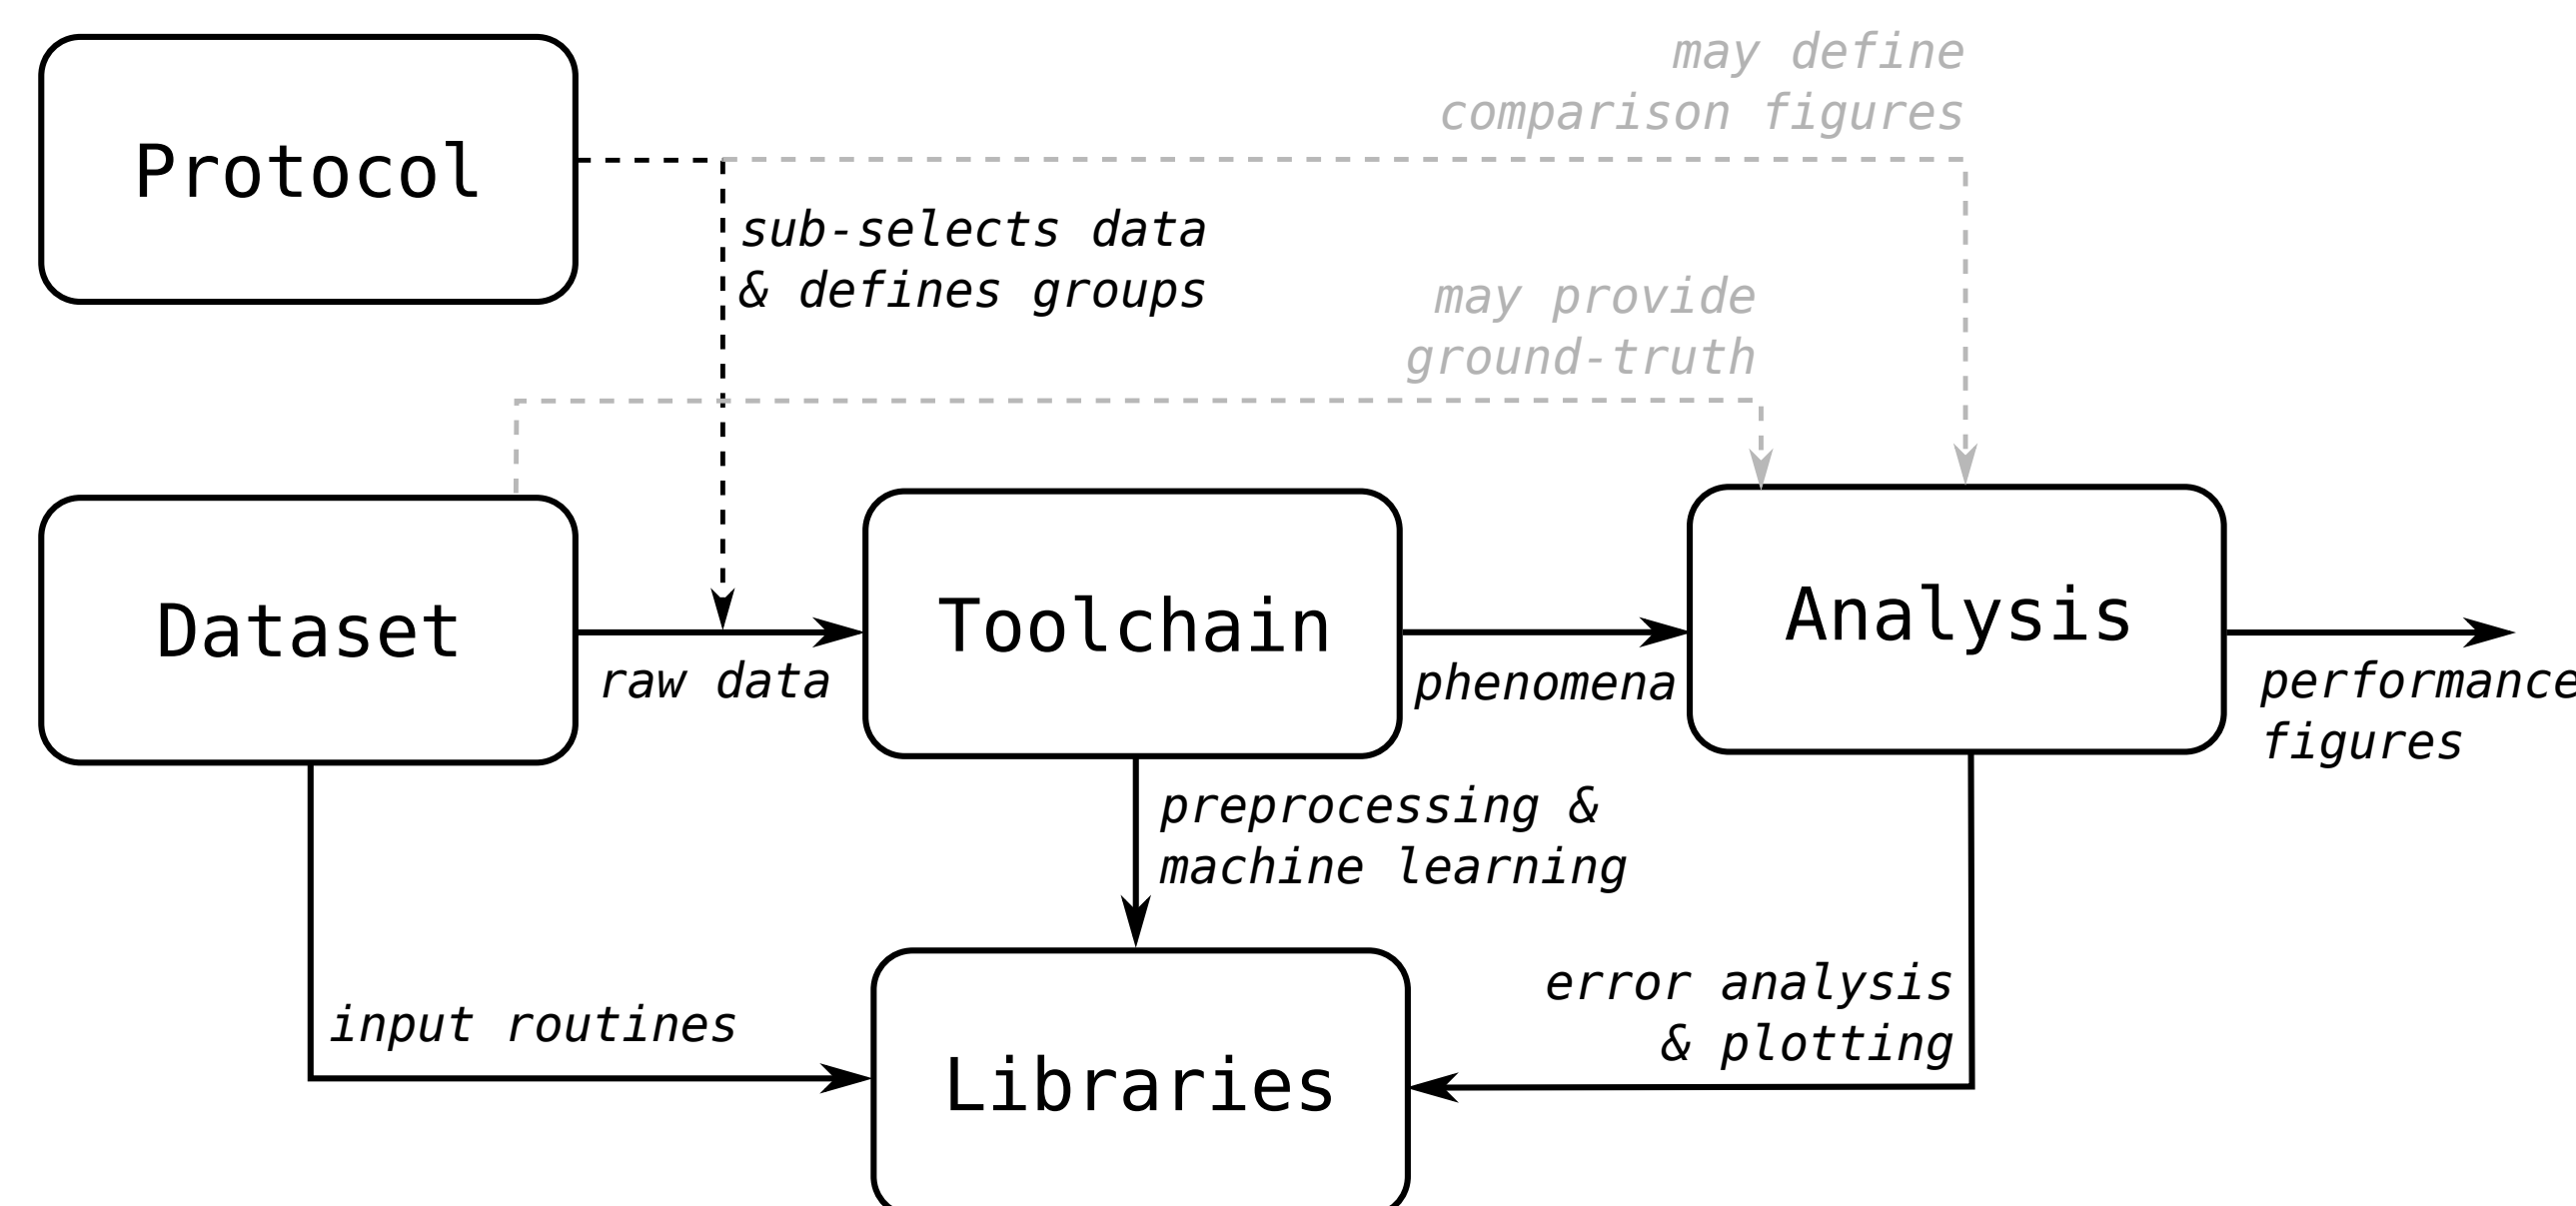 may define
comparison figures
Protocol
sub-selects data
& defines groups
may provide
ground-truth
Dataset
raw data
Toolchain
phenomena
Analysis
performance
figures
preprocessing &
machine learning
input routines
error analysis
& plotting
Libraries